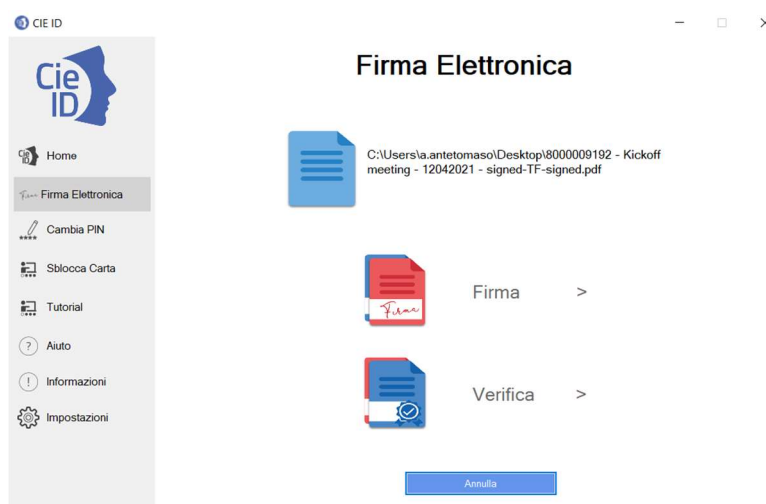 CIE ID
Cie
ID
Home
Firma Elettronica
Cambia PIN
Sblocca Carta
Tutorial
Aiuto
Informazioni
Impostazioni
Firma Elettronica
C:\Users\a.antetomaso\Desktop\8000009192 - Kickoff
meeting - 12042021 - signed-TF-signed.pdf
Firma
Firma >
Verifica >
Annulla